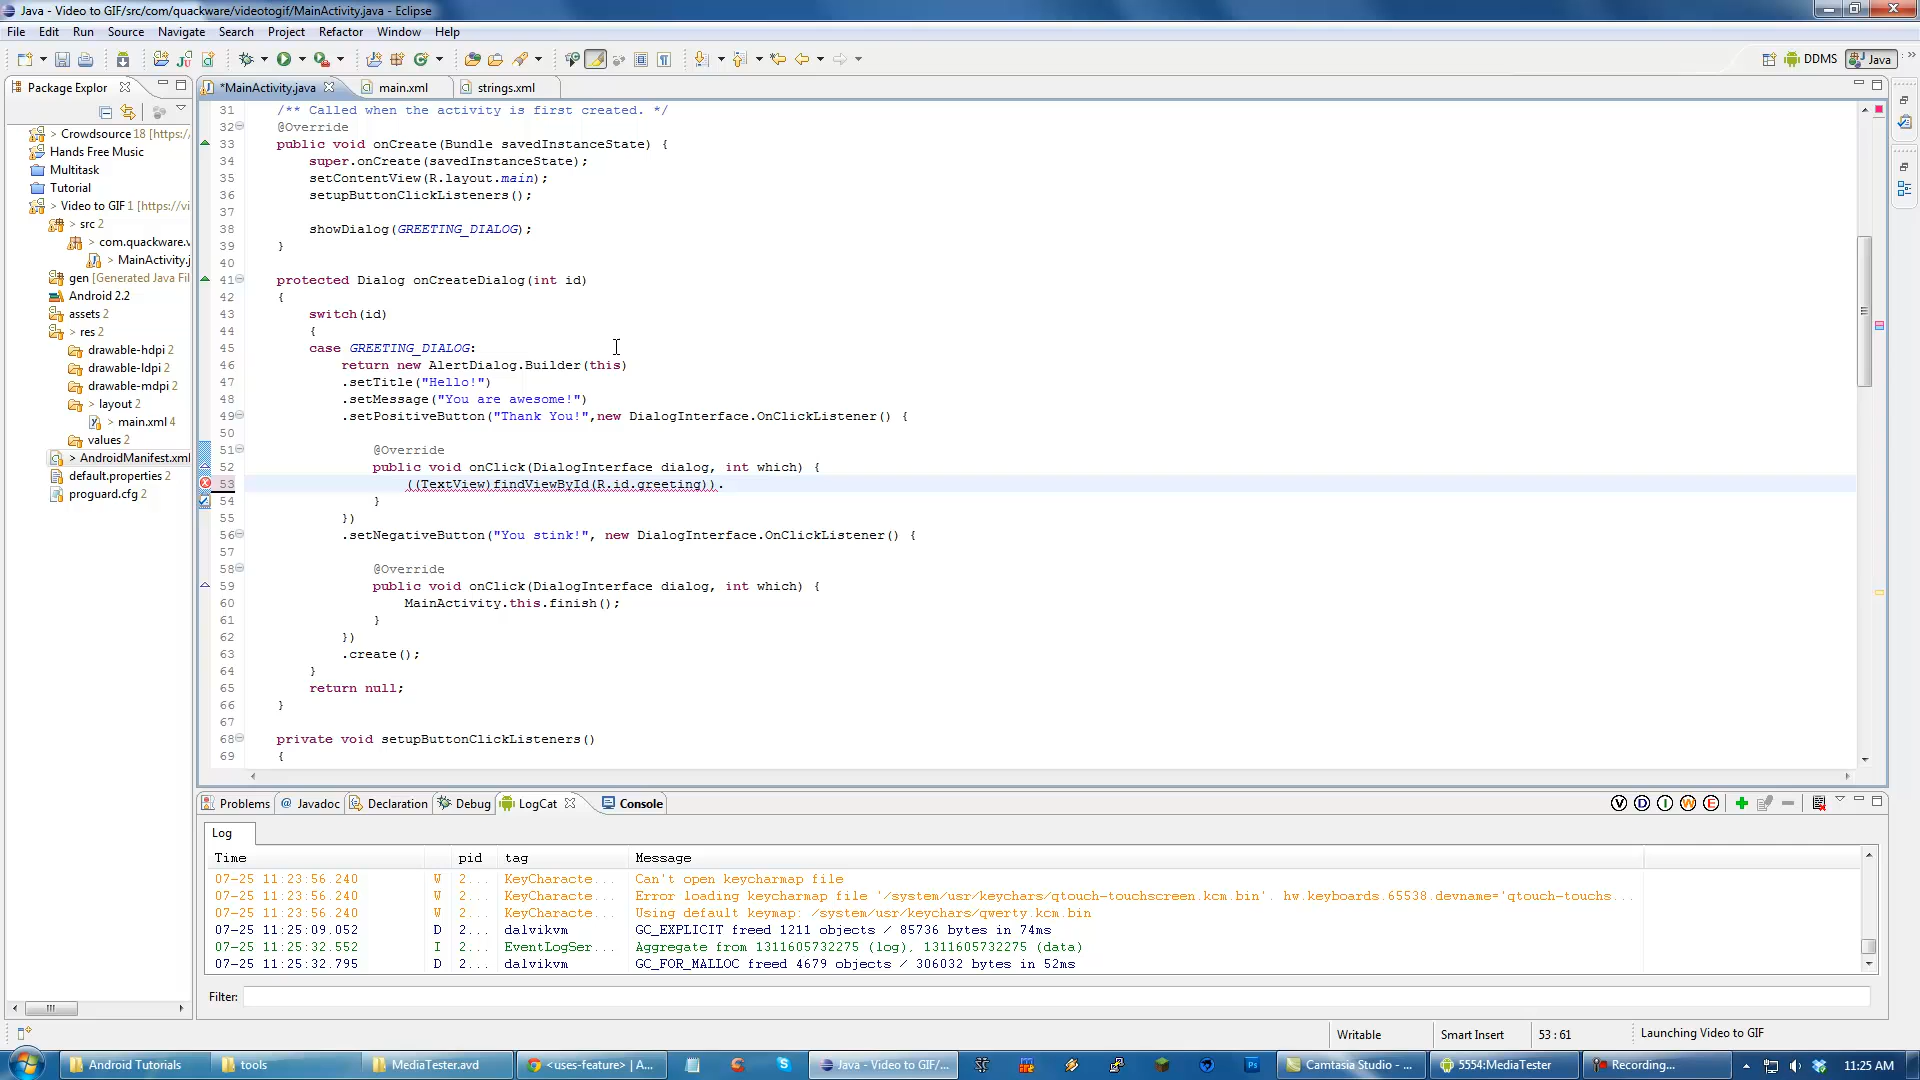 Java - Video to GIF/src/com/quackware/videotogif/MainActivity.java - Eclipse
File Edit Run Source Navigate Search Project Refactor Window Help
DDMS Java
Package Explor
*MainActivity.java main.xml strings.xml
> Crowdsource 18 [https:/
Hands Free Music
Multitask
Tutorial
> Video to GIF 1 [https://vi
> src 2
> com.quackware.v
> MainActivity.j
gen [Generated Java Fil
Android 2.2
assets 2
> res 2
drawable-hdpi 2
drawable-ldpi 2
drawable-mdpi 2
> layout 2
> main.xml 4
values 2
> AndroidManifest.xml
default.properties 2
proguard.cfg 2
31 /** Called when the activity is first created. */
32 @Override
33 public void onCreate(Bundle savedInstanceState) {
34 super.onCreate(savedInstanceState);
35 setContentView(R.layout.main);
36 setupButtonClickListeners();
37
38 showDialog(GREETING_DIALOG);
39 }
40
41 protected Dialog onCreateDialog(int id)
42 {
43 switch(id)
44 {
45 case GREETING_DIALOG:
46 return new AlertDialog.Builder(this)
47 .setTitle("Hello!")
48 .setMessage("You are awesome!")
49 .setPositiveButton("Thank You!",new DialogInterface.OnClickListener() {
50
51 @Override
52 public void onClick(DialogInterface dialog, int which) {
53 ((TextView)findViewById(R.id.greeting)).
54 }
55 })
56 .setNegativeButton("You stink!", new DialogInterface.OnClickListener() {
57
58 @Override
59 public void onClick(DialogInterface dialog, int which) {
60 MainActivity.this.finish();
61 }
62 })
63 .create();
64 }
65 return null;
66 }
67
68 private void setupButtonClickListeners()
69 {
Problems @ Javadoc Declaration Debug LogCat Console
V D I W E
Log
Time pid tag Message
07-25 11:23:56.240 W 2... KeyCharacte... Can't open keycharmap file
07-25 11:23:56.240 W 2... KeyCharacte... Error loading keycharmap file '/system/usr/keychars/qtouch-touchscreen.kcm.bin'. hw.keyboards.65538.devname='qtouch-touchs...
07-25 11:23:56.240 W 2... KeyCharacte... Using default keymap: /system/usr/keychars/qwerty.kcm.bin
07-25 11:25:09.052 D 2... dalvikvm GC_EXPLICIT freed 1211 objects / 85736 bytes in 74ms
07-25 11:25:32.552 I 2... EventLogSer... Aggregate from 1311605732275 (log), 1311605732275 (data)
07-25 11:25:32.795 D 2... dalvikvm GC_FOR_MALLOC freed 4679 objects / 306032 bytes in 52ms
Filter:
Writable Smart Insert 53 : 61 Launching Video to GIF
Android Tutorials tools MediaTester.avd <uses-feature> | A... Java - Video to GIF/... Ps Camtasia Studio - ... 5554:MediaTester Recording... 11:25 AM